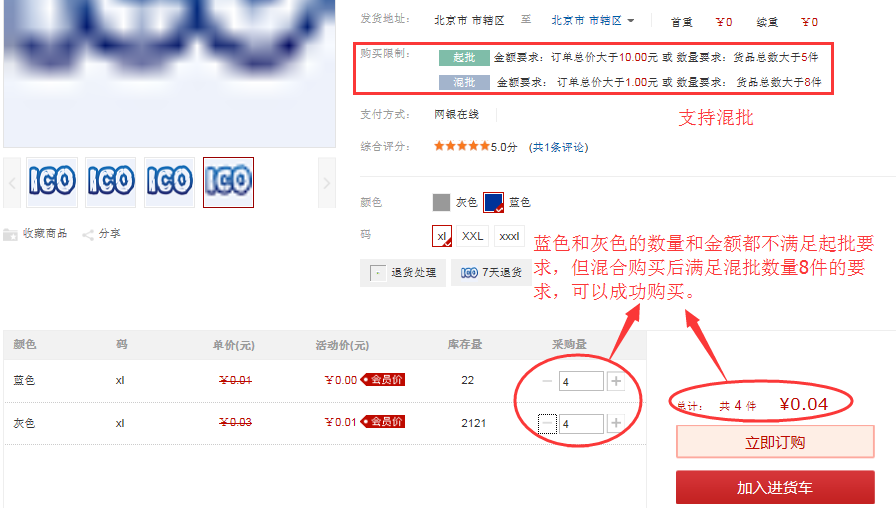 发货地址： 北京市 市辖区 至 北京市 市辖区 首重 ￥0 续重 ￥0
购买限制： 起批 金额要求：订单总价大于10.00元 或 数量要求：货品总数大于5件
混批 金额要求： 订单总价大于1.00元 或 数量要求： 货品总数大于8件
支持混批
支付方式： 网银在线
综合评分： 5.0分 (共1条评论)
ICO ICO ICO ICO
收藏商品 分享
颜色 灰色 蓝色
码 xl XXL xxxl
退货处理 ICO 7天退货
蓝色和灰色的数量和金额都不满足起批要
求，但混合购买后满足混批数量8件的要
求，可以成功购买。
颜色 码 单价(元) 活动价(元) 库存量 采购量
蓝色 xl ￥0.01 ￥0.00 会员价 22 4
灰色 xl ￥0.03 ￥0.01 会员价 2121 4
总计： 共 4 件 ¥0.04
立即订购
加入进货车